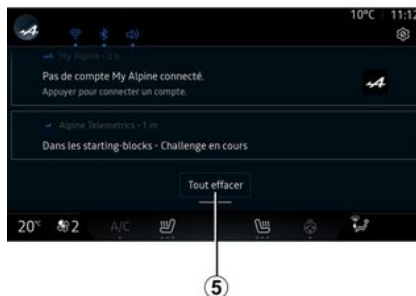 10°C 11:12
My Alpine • 2 h
Pas de compte My Alpine connecté.
Appuyer pour connecter un compte.
Alpine Telemetrics • 1 m
Dans les starting-blocks - Challenge en cours
Tout effacer
20°C 2 A/C
5